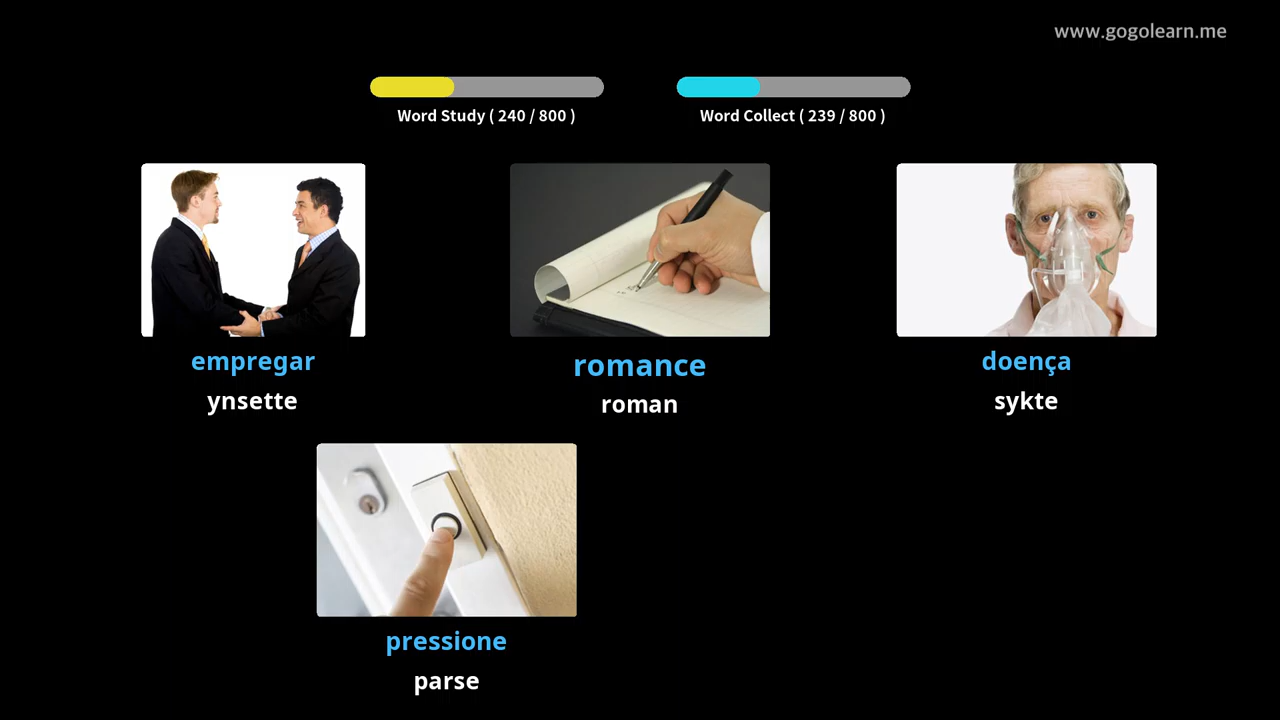 www.gogolearn.me
Word Study ( 240 / 800 )
Word Collect ( 239 / 800 )
empregar
ynsette
romance
roman
doença
sykte
pressione
parse